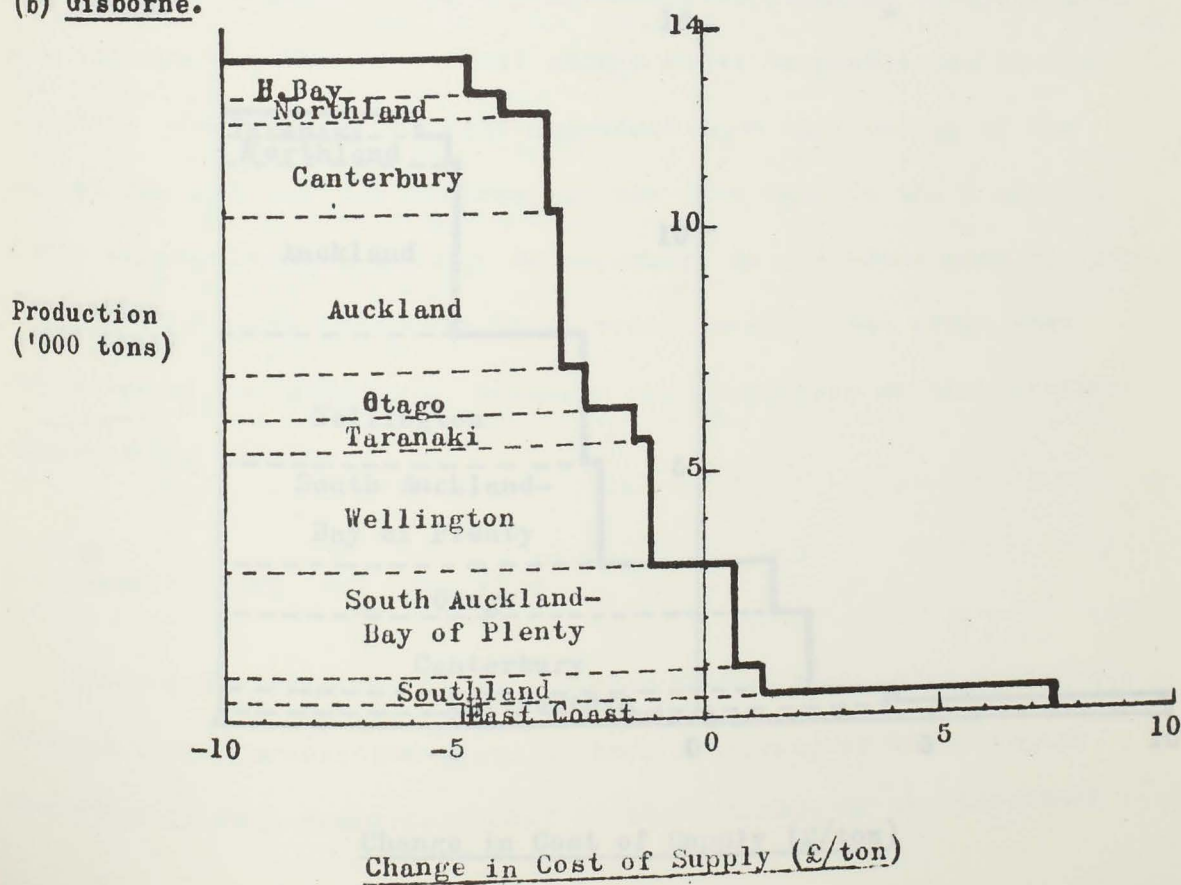 (b) Gisborne.
14
H.Bay
Northland
Canterbury
10
Auckland
Production
('000 tons)
Otago
Taranaki
5
Wellington
South Auckland-
Bay of Plenty
Southland
East Coast
-10 -5 0 5 10
Change in Cost of Supply (£/ton)